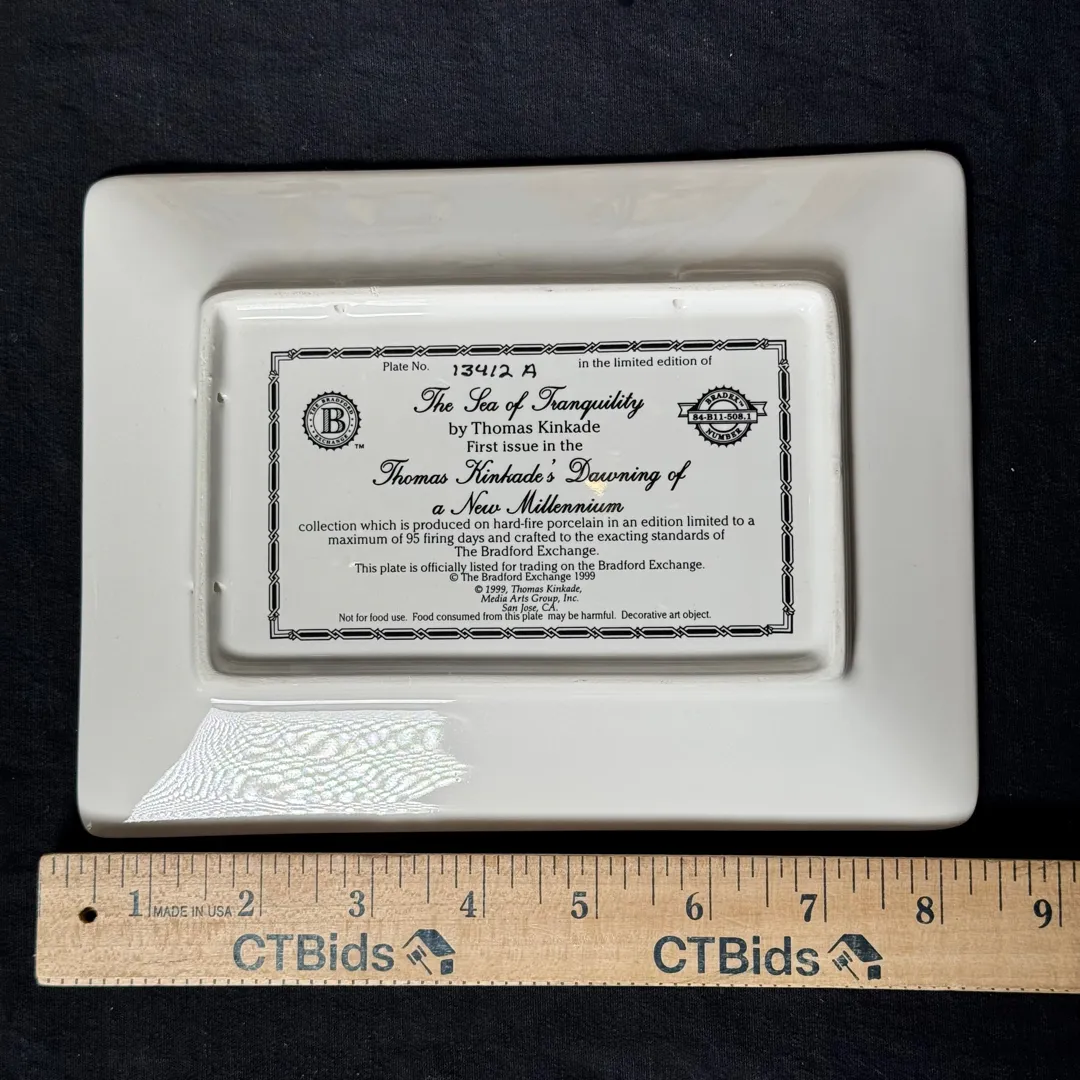 Plate No. 13412 A in the limited edition of
The Sea of Tranquility
by Thomas Kinkade
First issue in the
Thomas Kinkade's Dawning of
a New Millennium
collection which is produced on hard-fire porcelain in an edition limited to a
maximum of 95 firing days and crafted to the exacting standards of
The Bradford Exchange.
This plate is officially listed for trading on the Bradford Exchange.
© The Bradford Exchange 1999
© 1999, Thomas Kinkade,
Media Arts Group, Inc.
San Jose, CA.
Not for food use. Food consumed from this plate may be harmful. Decorative art object.
THE BRADFORD
B
EXCHANGE
TM
BRADEX™
84-B11-508.1
NUMBER
1 MADE IN USA 2 3 4 5 6 7 8 9
CTBids CTBids